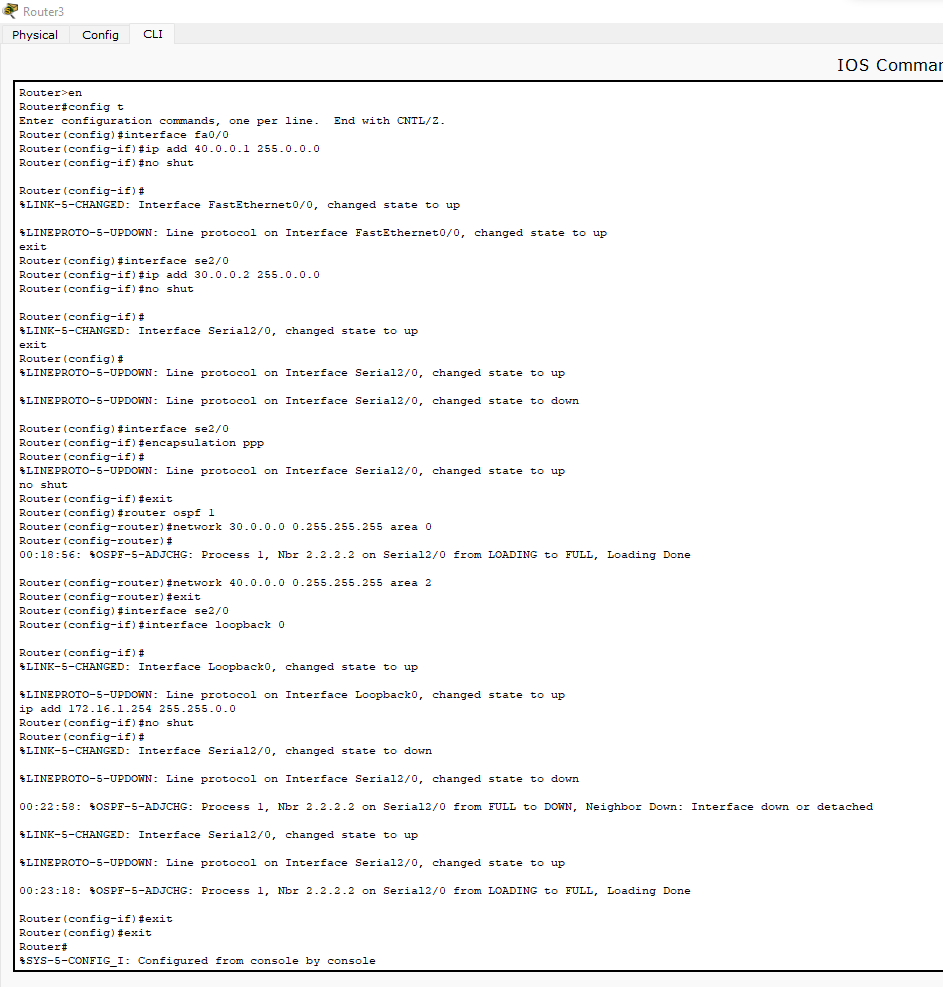 Router3
Physical Config CLI
IOS Comman
Router>en
Router#config t
Enter configuration commands, one per line.  End with CNTL/Z.
Router(config)#interface fa0/0
Router(config-if)#ip add 40.0.0.1 255.0.0.0
Router(config-if)#no shut
Router(config-if)#
%LINK-5-CHANGED: Interface FastEthernet0/0, changed state to up
%LINEPROTO-5-UPDOWN: Line protocol on Interface FastEthernet0/0, changed state to up
exit
Router(config)#interface se2/0
Router(config-if)#ip add 30.0.0.2 255.0.0.0
Router(config-if)#no shut
Router(config-if)#
%LINK-5-CHANGED: Interface Serial2/0, changed state to up
exit
Router(config)#
%LINEPROTO-5-UPDOWN: Line protocol on Interface Serial2/0, changed state to up
%LINEPROTO-5-UPDOWN: Line protocol on Interface Serial2/0, changed state to down
Router(config)#interface se2/0
Router(config-if)#encapsulation ppp
Router(config-if)#
%LINEPROTO-5-UPDOWN: Line protocol on Interface Serial2/0, changed state to up
no shut
Router(config-if)#exit
Router(config)#router ospf 1
Router(config-router)#network 30.0.0.0 0.255.255.255 area 0
Router(config-router)#
00:18:56: %OSPF-5-ADJCHG: Process 1, Nbr 2.2.2.2 on Serial2/0 from LOADING to FULL, Loading Done
Router(config-router)#network 40.0.0.0 0.255.255.255 area 2
Router(config-router)#exit
Router(config)#interface se2/0
Router(config-if)#interface loopback 0
Router(config-if)#
%LINK-5-CHANGED: Interface Loopback0, changed state to up
%LINEPROTO-5-UPDOWN: Line protocol on Interface Loopback0, changed state to up
ip add 172.16.1.254 255.255.0.0
Router(config-if)#no shut
Router(config-if)#
%LINK-5-CHANGED: Interface Serial2/0, changed state to down
%LINEPROTO-5-UPDOWN: Line protocol on Interface Serial2/0, changed state to down
00:22:58: %OSPF-5-ADJCHG: Process 1, Nbr 2.2.2.2 on Serial2/0 from FULL to DOWN, Neighbor Down: Interface down or detached
%LINK-5-CHANGED: Interface Serial2/0, changed state to up
%LINEPROTO-5-UPDOWN: Line protocol on Interface Serial2/0, changed state to up
00:23:18: %OSPF-5-ADJCHG: Process 1, Nbr 2.2.2.2 on Serial2/0 from LOADING to FULL, Loading Done
Router(config-if)#exit
Router(config)#exit
Router#
%SYS-5-CONFIG_I: Configured from console by console